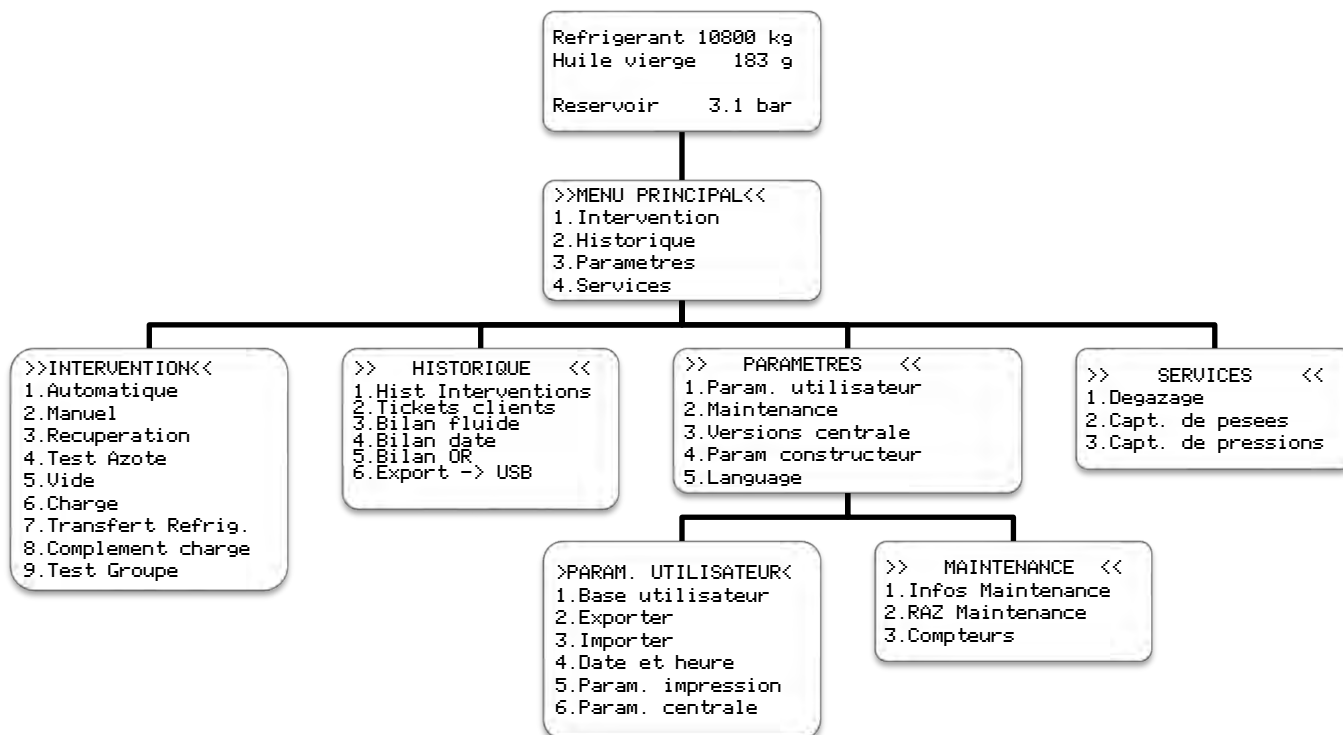 Refrigerant 10800 kg
Huile vierge 183 g
Reservoir 3.1 bar
>>MENU PRINCIPAL<<
1.Intervention
2.Historique
3.Parametres
4.Services
>>INTERVENTION<<
1.Automatique
2.Manuel
3.Recuperation
4.Test Azote
5.Vide
6.Charge
7.Transfert Refrig.
8.Complement charge
9.Test Groupe
>> HISTORIQUE <<
1.Hist Interventions
2.Tickets clients
3.Bilan fluide
4.Bilan date
5.Bilan OR
6.Export -> USB
>> PARAMETRES <<
1.Param. utilisateur
2.Maintenance
3.Versions centrale
4.Param constructeur
5.Language
>> SERVICES <<
1.Degazage
2.Capt. de pesees
3.Capt. de pressions
>PARAM. UTILISATEUR<
1.Base utilisateur
2.Exporter
3.Importer
4.Date et heure
5.Param. impression
6.Param. centrale
>> MAINTENANCE <<
1.Infos Maintenance
2.RAZ Maintenance
3.Compteurs